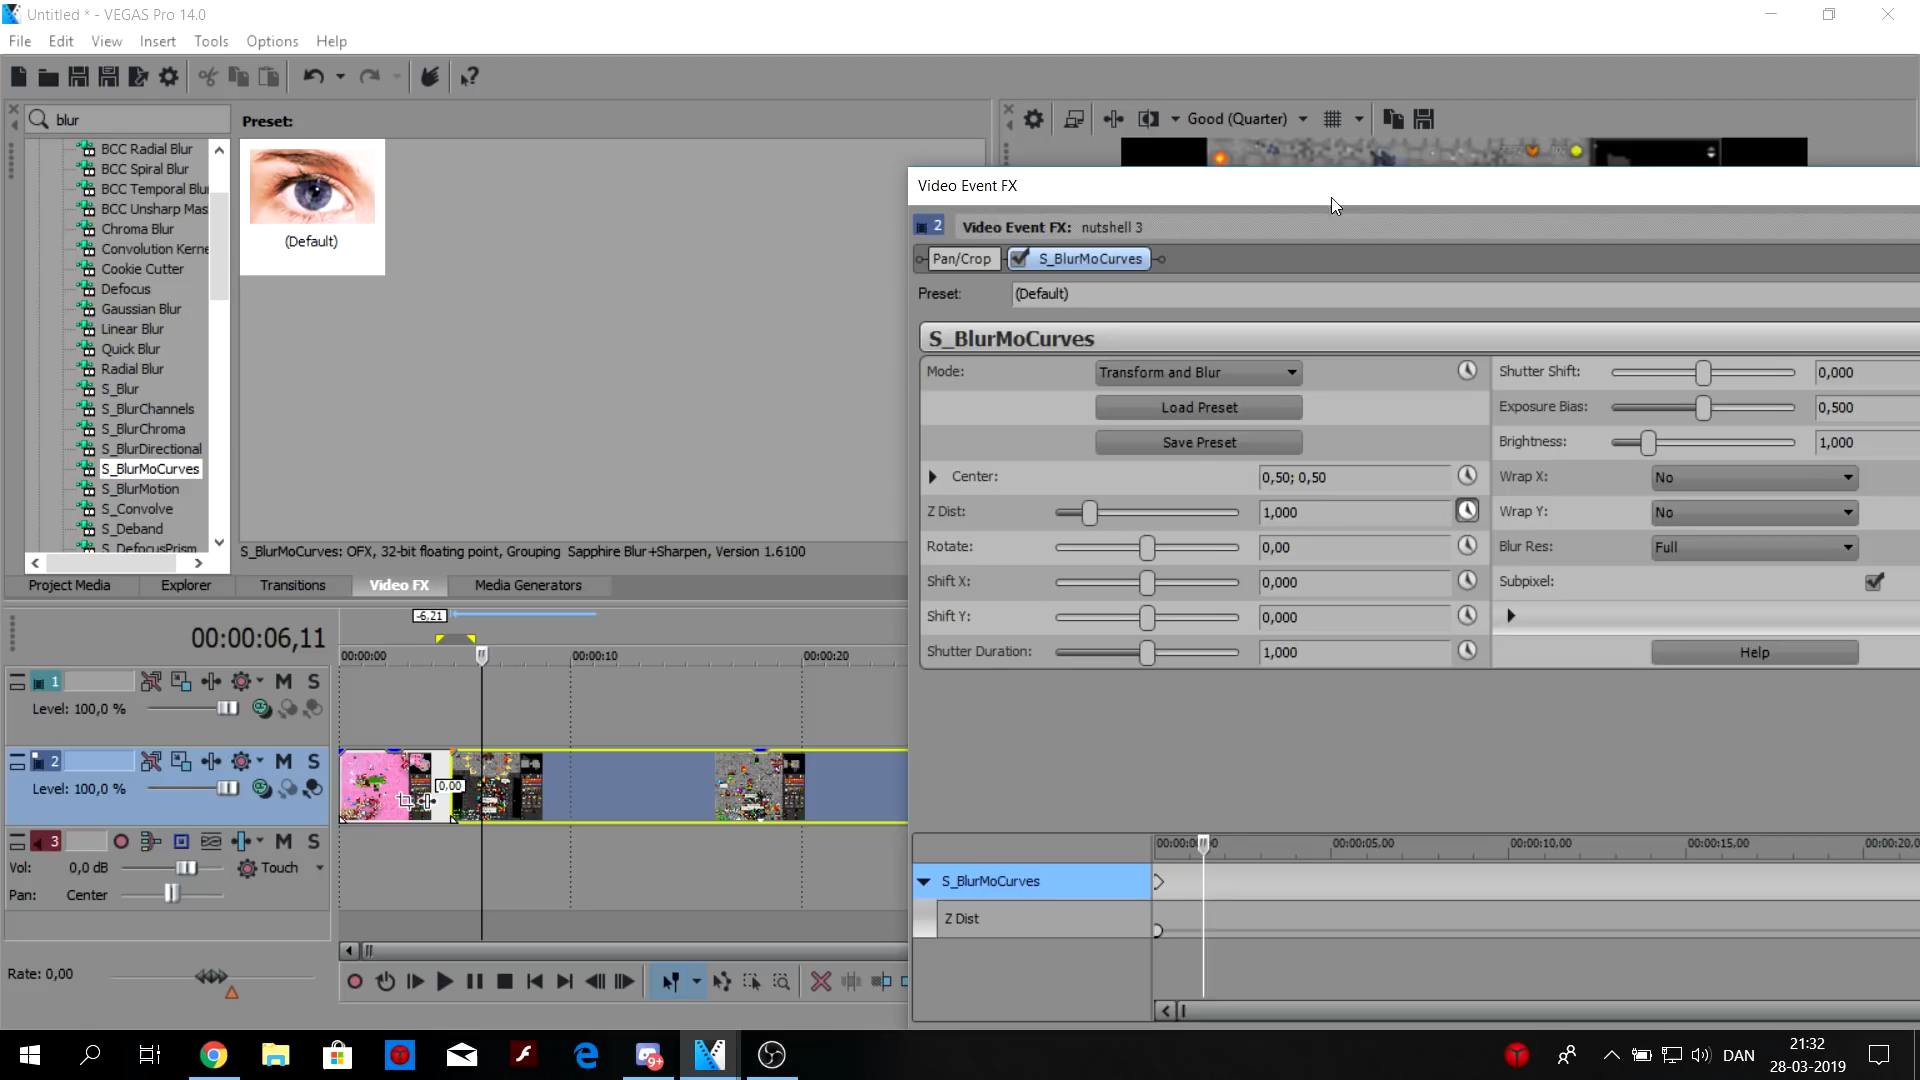 Untitled * - VEGAS Pro 14.0
File Edit View Insert Tools Options Help
blur
Preset:
Good (Quarter)
BCC Radial Blur
BCC Spiral Blur
BCC Temporal Blu
BCC Unsharp Mas
Chroma Blur
Convolution Kerne
Cookie Cutter
Defocus
Gaussian Blur
Linear Blur
Quick Blur
Radial Blur
S_Blur
S_BlurChannels
S_BlurChroma
S_BlurDirectional
S_BlurMoCurves
S_BlurMotion
S_Convolve
S_Deband
S_DefocusPrism
(Default)
S_BlurMoCurves: OFX, 32-bit floating point, Grouping Sapphire Blur+Sharpen, Version 1.6100
Project Media Explorer Transitions Video FX Media Generators
Video Event FX
2 Video Event FX: nutshell 3
Pan/Crop S_BlurMoCurves
Preset: (Default)
S_BlurMoCurves
Mode: Transform and Blur
Load Preset
Save Preset
Center: 0,50; 0,50
Z Dist: 1,000
Rotate: 0,00
Shift X: 0,000
Shift Y: 0,000
Shutter Duration: 1,000
Shutter Shift: 0,000
Exposure Bias: 0,500
Brightness: 1,000
Wrap X: No
Wrap Y: No
Blur Res: Full
Subpixel:
Help
-6,21
00:00:06,11
00:00:00 00:00:10 00:00:20
1 M S
Level: 100,0 %
2 M S
Level: 100,0 %
0,00
3 M S
Vol: 0,0 dB Touch
Pan: Center
Rate: 0,00
00:00:05,00 00:00:10,00 00:00:15,00 00:00:20,0
S_BlurMoCurves
Z Dist
9+
DAN
21:32
28-03-2019